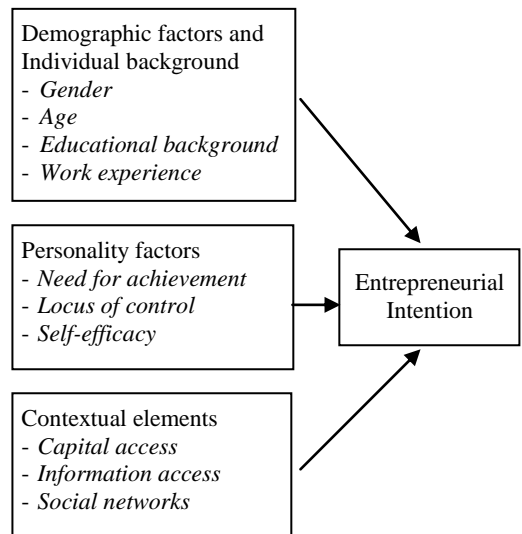 Demographic factors and
Individual background
- Gender
- Age
- Educational background
- Work experience
Personality factors
- Need for achievement
- Locus of control
- Self-efficacy
Entrepreneurial
Intention
Contextual elements
- Capital access
- Information access
- Social networks